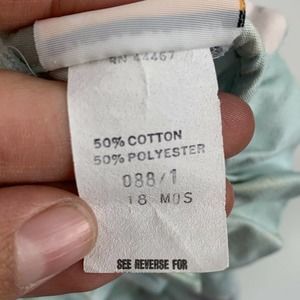 RN 44467
50% COTTON
50% POLYESTER
088/1
18 MOS
SEE REVERSE FOR